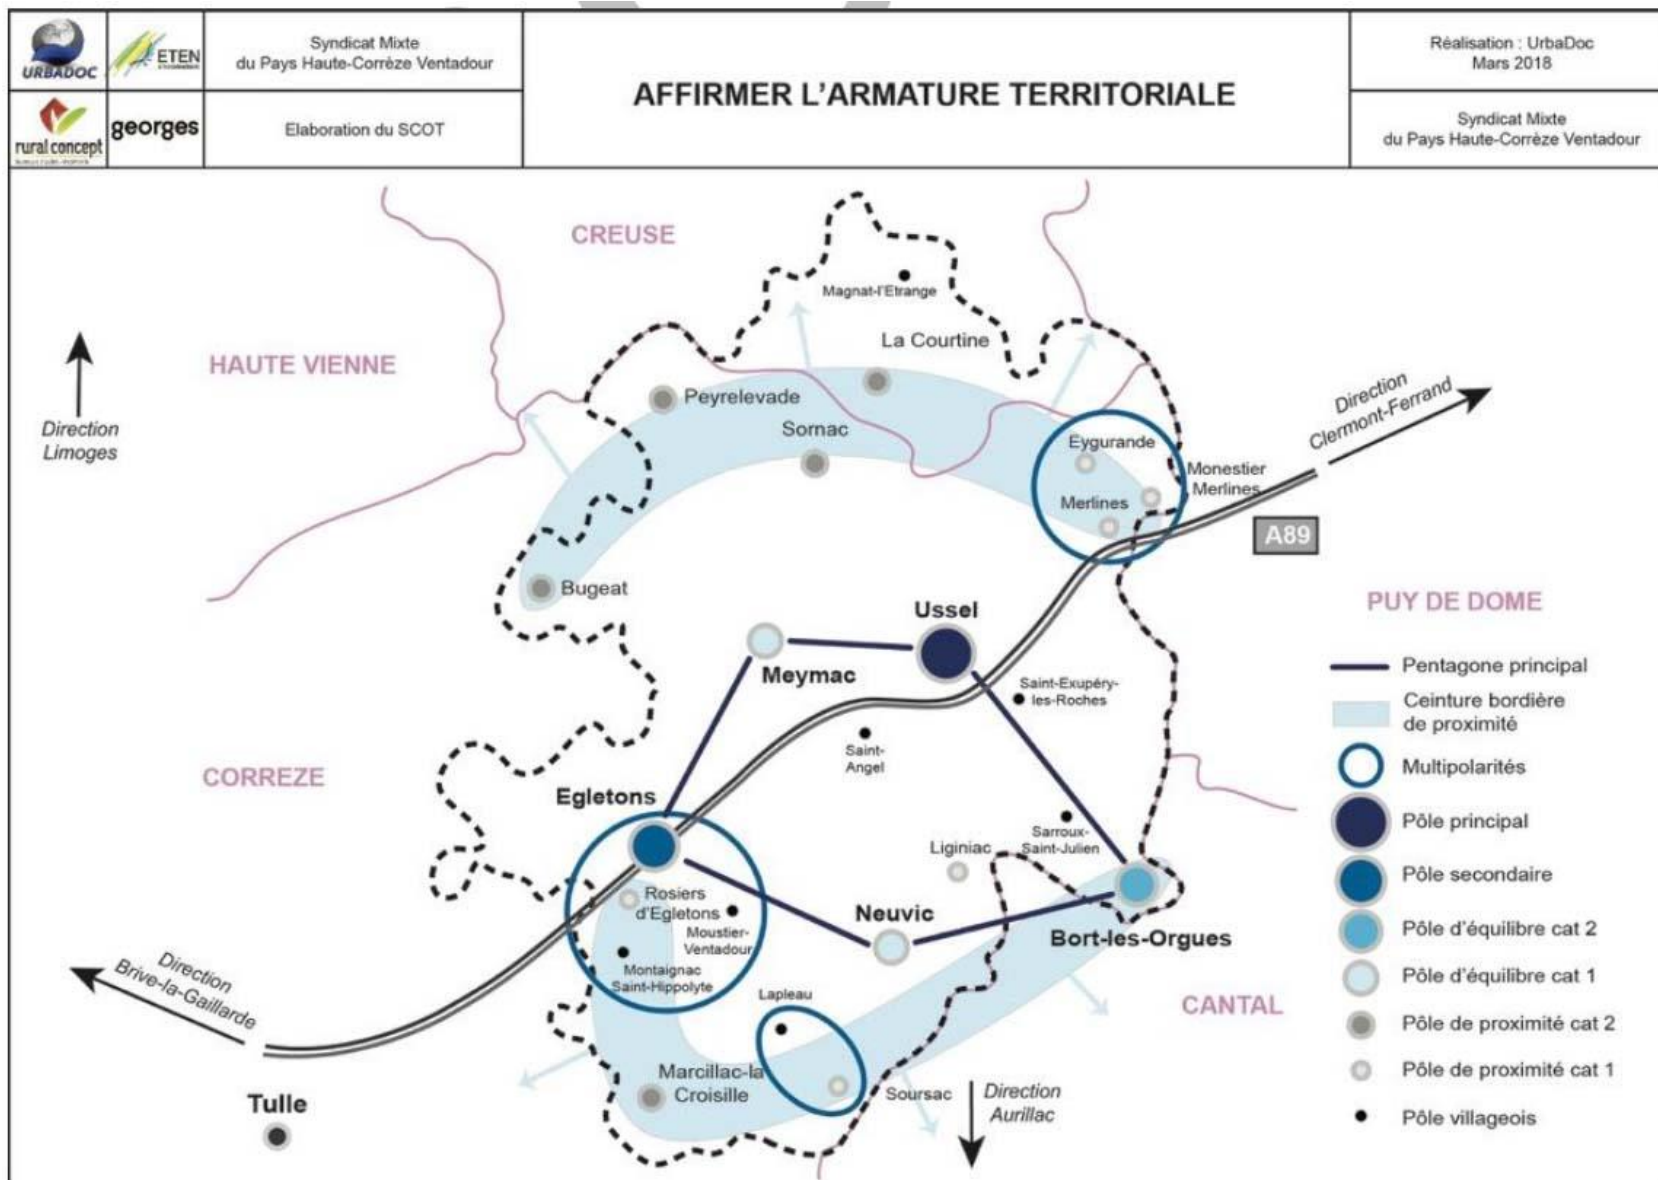 URBADOC
ETEN
Syndicat Mixte
du Pays Haute-Corrèze Ventadour
rural concept
georges
Elaboration du SCOT
AFFIRMER L'ARMATURE TERRITORIALE
Réalisation : UrbaDoc
Mars 2018
Syndicat Mixte
du Pays Haute-Corrèze Ventadour
CREUSE
Magnat-l'Etrange
La Courtine
HAUTE VIENNE
Direction
Limoges
Peyrelevade
Sornac
Direction
Clermont-Ferrand
Eygurande
Monestier
Merlines
Merlines
A89
Bugeat
Ussel
PUY DE DOME
Meymac
Saint-Exupéry-
les-Roches
Saint-
Angel
CORREZE
Egletons
Sarroux-
Saint-Julien
Liginiac
Rosiers
d'Egletons
Moustier-
Ventadour
Neuvic
Bort-les-Orgues
Montaignac
Saint-Hippolyte
Direction
Brive-la-Gaillarde
Lapleau
CANTAL
Marcillac-la
Croisille
Soursac
Direction
Aurillac
Tulle
Pentagone principal
Ceinture bordière
de proximité
Multipolarités
Pôle principal
Pôle secondaire
Pôle d'équilibre cat 2
Pôle d'équilibre cat 1
Pôle de proximité cat 2
Pôle de proximité cat 1
Pôle villageois